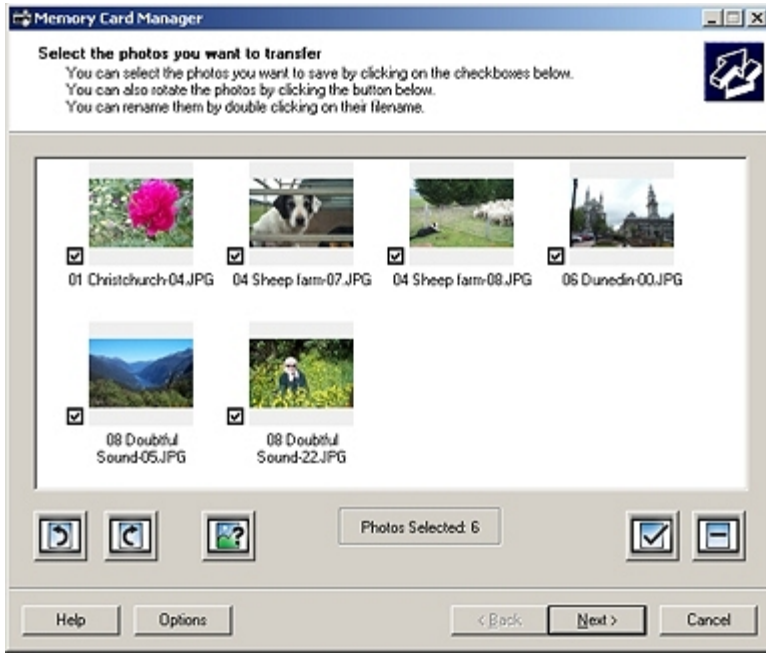 Memory Card Manager
Select the photos you want to transfer
You can select the photos you want to save by clicking on the checkboxes below.
You can also rotate the photos by clicking the button below.
You can rename them by double clicking on their filename.
01 Christchurch-04.JPG
04 Sheep farm-07.JPG
04 Sheep farm-08.JPG
06 Dunedin-00.JPG
08 Doubtful
Sound-05.JPG
08 Doubtful
Sound-22.JPG
?
Photos Selected: 6
Help
Options
< Back
Next >
Cancel